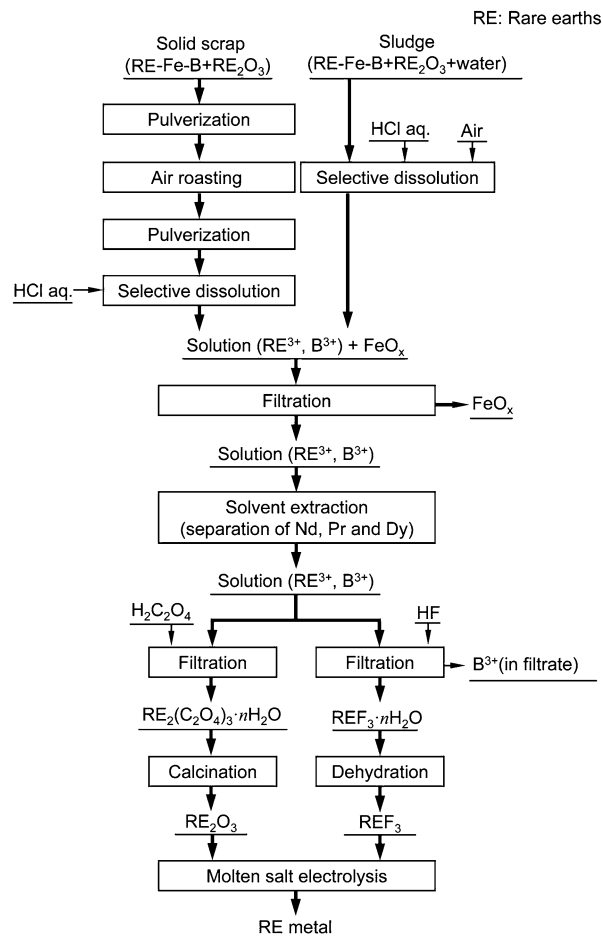 RE: Rare earths
Solid scrap
(RE-Fe-B+RE₂O₃)
Sludge
(RE-Fe-B+RE₂O₃+water)
Pulverization
HCl aq.
Air
Air roasting
Selective dissolution
Pulverization
HCl aq.
Selective dissolution
Solution (RE³⁺, B³⁺) + FeOₓ
Filtration
FeOₓ
Solution (RE³⁺, B³⁺)
Solvent extraction
(separation of Nd, Pr and Dy)
Solution (RE³⁺, B³⁺)
H₂C₂O₄
HF
Filtration
Filtration
B³⁺(in filtrate)
RE₂(C₂O₄)₃·nH₂O
REF₃·nH₂O
Calcination
Dehydration
RE₂O₃
REF₃
Molten salt electrolysis
RE metal